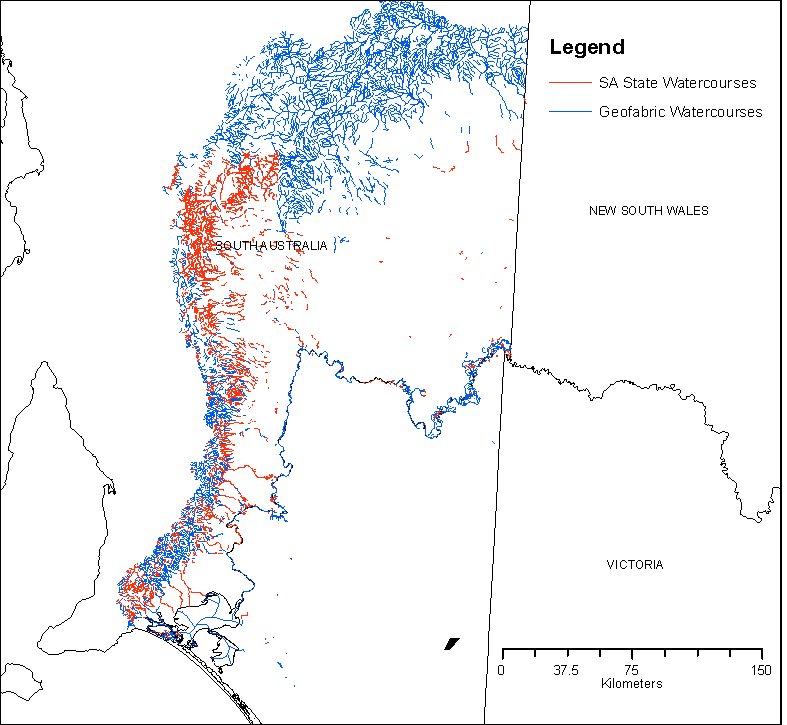 Legend
SA State Watercourses
Geofabric Watercourses
NEW SOUTH WALES
SOUTH AUSTRALIA
VICTORIA
0 37.5 75 150
Kilometers